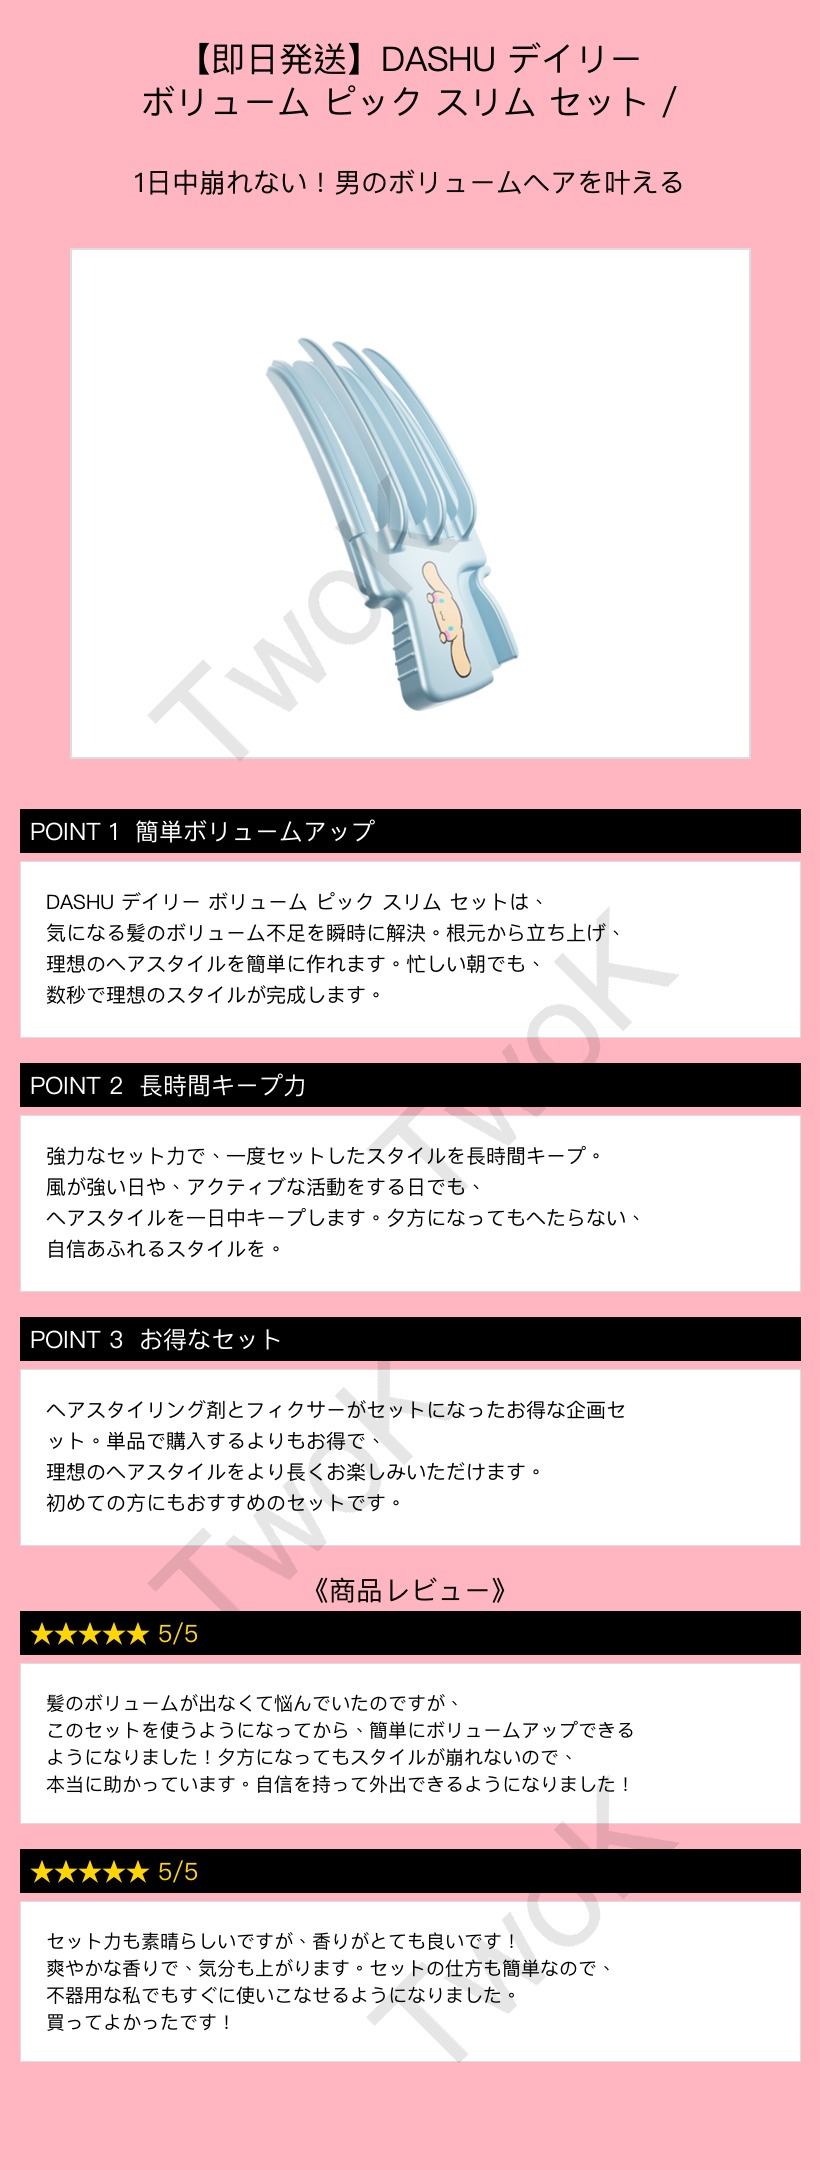 【即日発送】DASHU デイリー
ボリューム ピック スリム セット /
1日中崩れない！男のボリュームヘアを叶える
TwoK
POINT 1 簡単ボリュームアップ
DASHU デイリー ボリューム ピック スリム セットは、
気になる髪のボリューム不足を瞬時に解決。根元から立ち上げ、
理想のヘアスタイルを簡単に作れます。忙しい朝でも、
数秒で理想のスタイルが完成します。
TwoK
POINT 2 長時間キープ力
強力なセット力で、一度セットしたスタイルを長時間キープ。
風が強い日や、アクティブな活動をする日でも、
ヘアスタイルを一日中キープします。夕方になってもへたらない、
自信あふれるスタイルを。
POINT 3 お得なセット
ヘアスタイリング剤とフィクサーがセットになったお得な企画セ
ット。単品で購入するよりもお得で、
理想のヘアスタイルをより長くお楽しみいただけます。
初めての方にもおすすめのセットです。
TwoK
《商品レビュー》
★★★★★ 5/5
髪のボリュームが出なくて悩んでいたのですが、
このセットを使うようになってから、簡単にボリュームアップできる
ようになりました！夕方になってもスタイルが崩れないので、
本当に助かっています。自信を持って外出できるようになりました！
★★★★★ 5/5
セット力も素晴らしいですが、香りがとても良いです！
爽やかな香りで、気分も上がります。セットの仕方も簡単なので、
不器用な私でもすぐに使いこなせるようになりました。
買ってよかったです！
TwoK